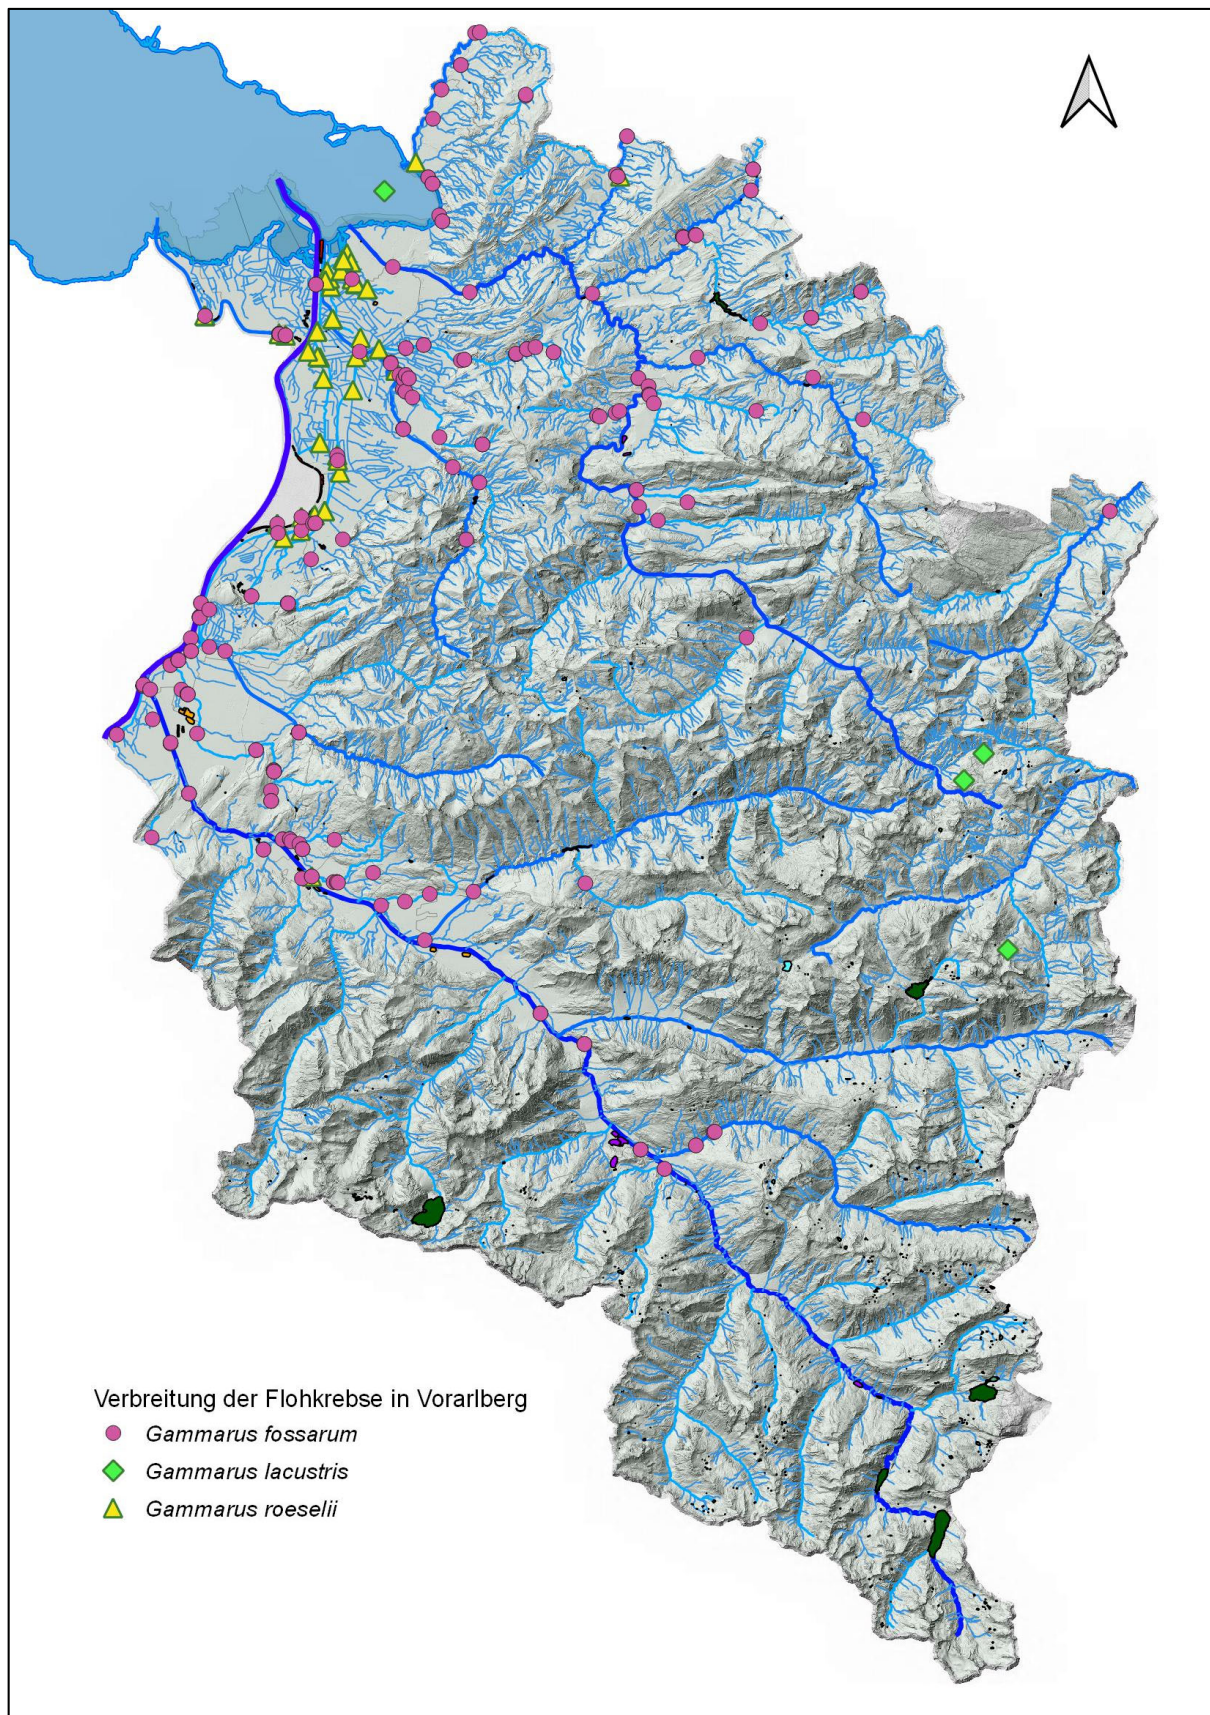 Verbreitung der Flohkrebse in Vorarlberg
Gammarus fossarum
Gammarus lacustris
Gammarus roeselii